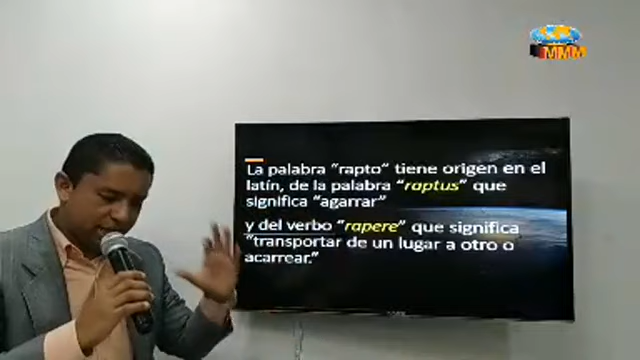 MMM
La palabra “rapto“ tiene origen en el
latín, de la palabra “raptus” que
significa “agarrar”
y del verbo “rapere” que significa
“transportar de un lugar a otro o
acarrear.”